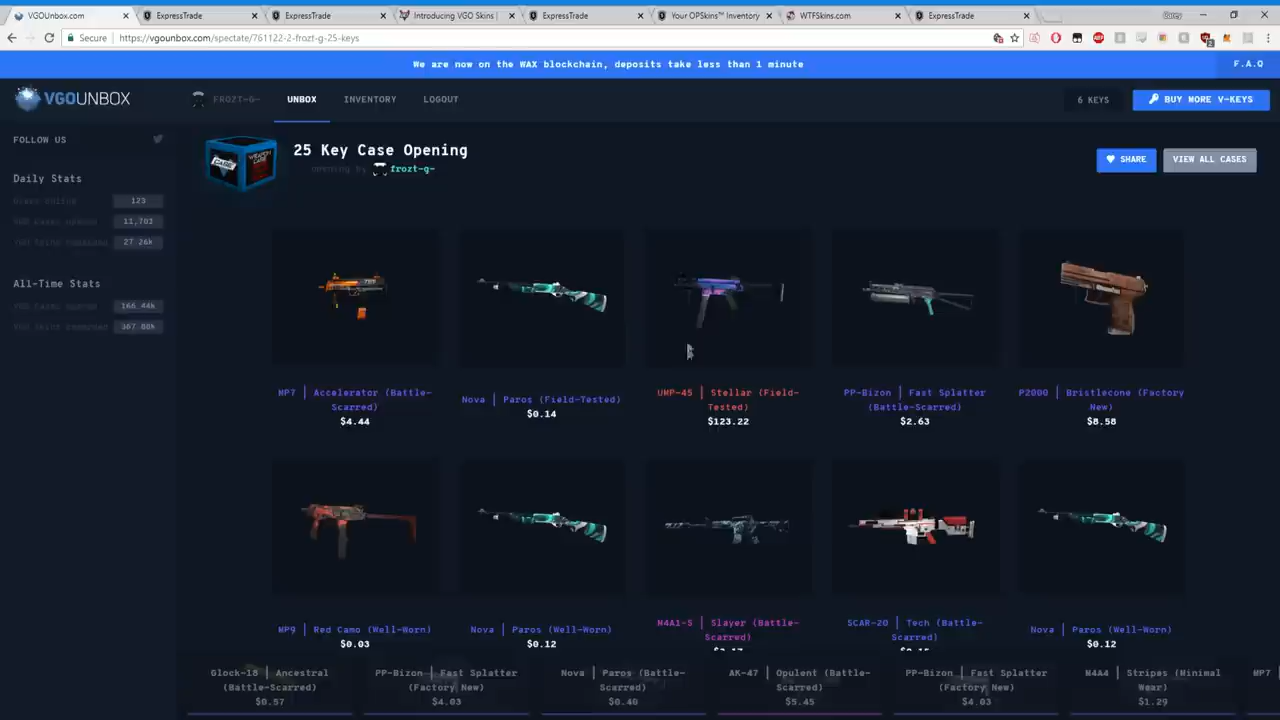 VGOUnbox.com
ExpressTrade
ExpressTrade
Introducing VGO Skins |
ExpressTrade
Your OPSkins™ Inventory
WTFSkins.com
ExpressTrade
Corey
Secure | https://vgounbox.com/spectate/761122-2-frozt-g-25-keys
We are now on the WAX blockchain, deposits take less than 1 minute
F.A.Q
VGOUNBOX
FROZT-G-
UNBOX
INVENTORY
LOGOUT
6 KEYS
BUY MORE V-KEYS
FOLLOW US
25 Key Case Opening
opening by frozt-g-
SHARE
VIEW ALL CASES
Daily Stats
123
11,703
27.26k
All-Time Stats
166.44k
387.88k
MP7 | Accelerator (Battle-
Scarred)
$4.44
Nova | Paros (Field-Tested)
$0.14
UMP-45 | Stellar (Field-
Tested)
$123.22
PP-Bizon | Fast Splatter
(Battle-Scarred)
$2.63
P2000 | Bristlecone (Factory
New)
$8.58
MP9 | Red Camo (Well-Worn)
$0.03
Nova | Paros (Well-Worn)
$0.12
M4A1-S | Slayer (Battle-
Scarred)
SCAR-20 | Tech (Battle-
Scarred)
Nova | Paros (Well-Worn)
$0.12
Glock-18 | Ancestral
(Battle-Scarred)
$0.57
PP-Bizon | Fast Splatter
(Factory New)
$4.03
Nova | Paros (Battle-
Scarred)
$0.40
AK-47 | Opulent (Battle-
Scarred)
$5.45
PP-Bizon | Fast Splatter
(Factory New)
$4.03
M4A4 | Stripes (Minimal
Wear)
$1.29
MP7